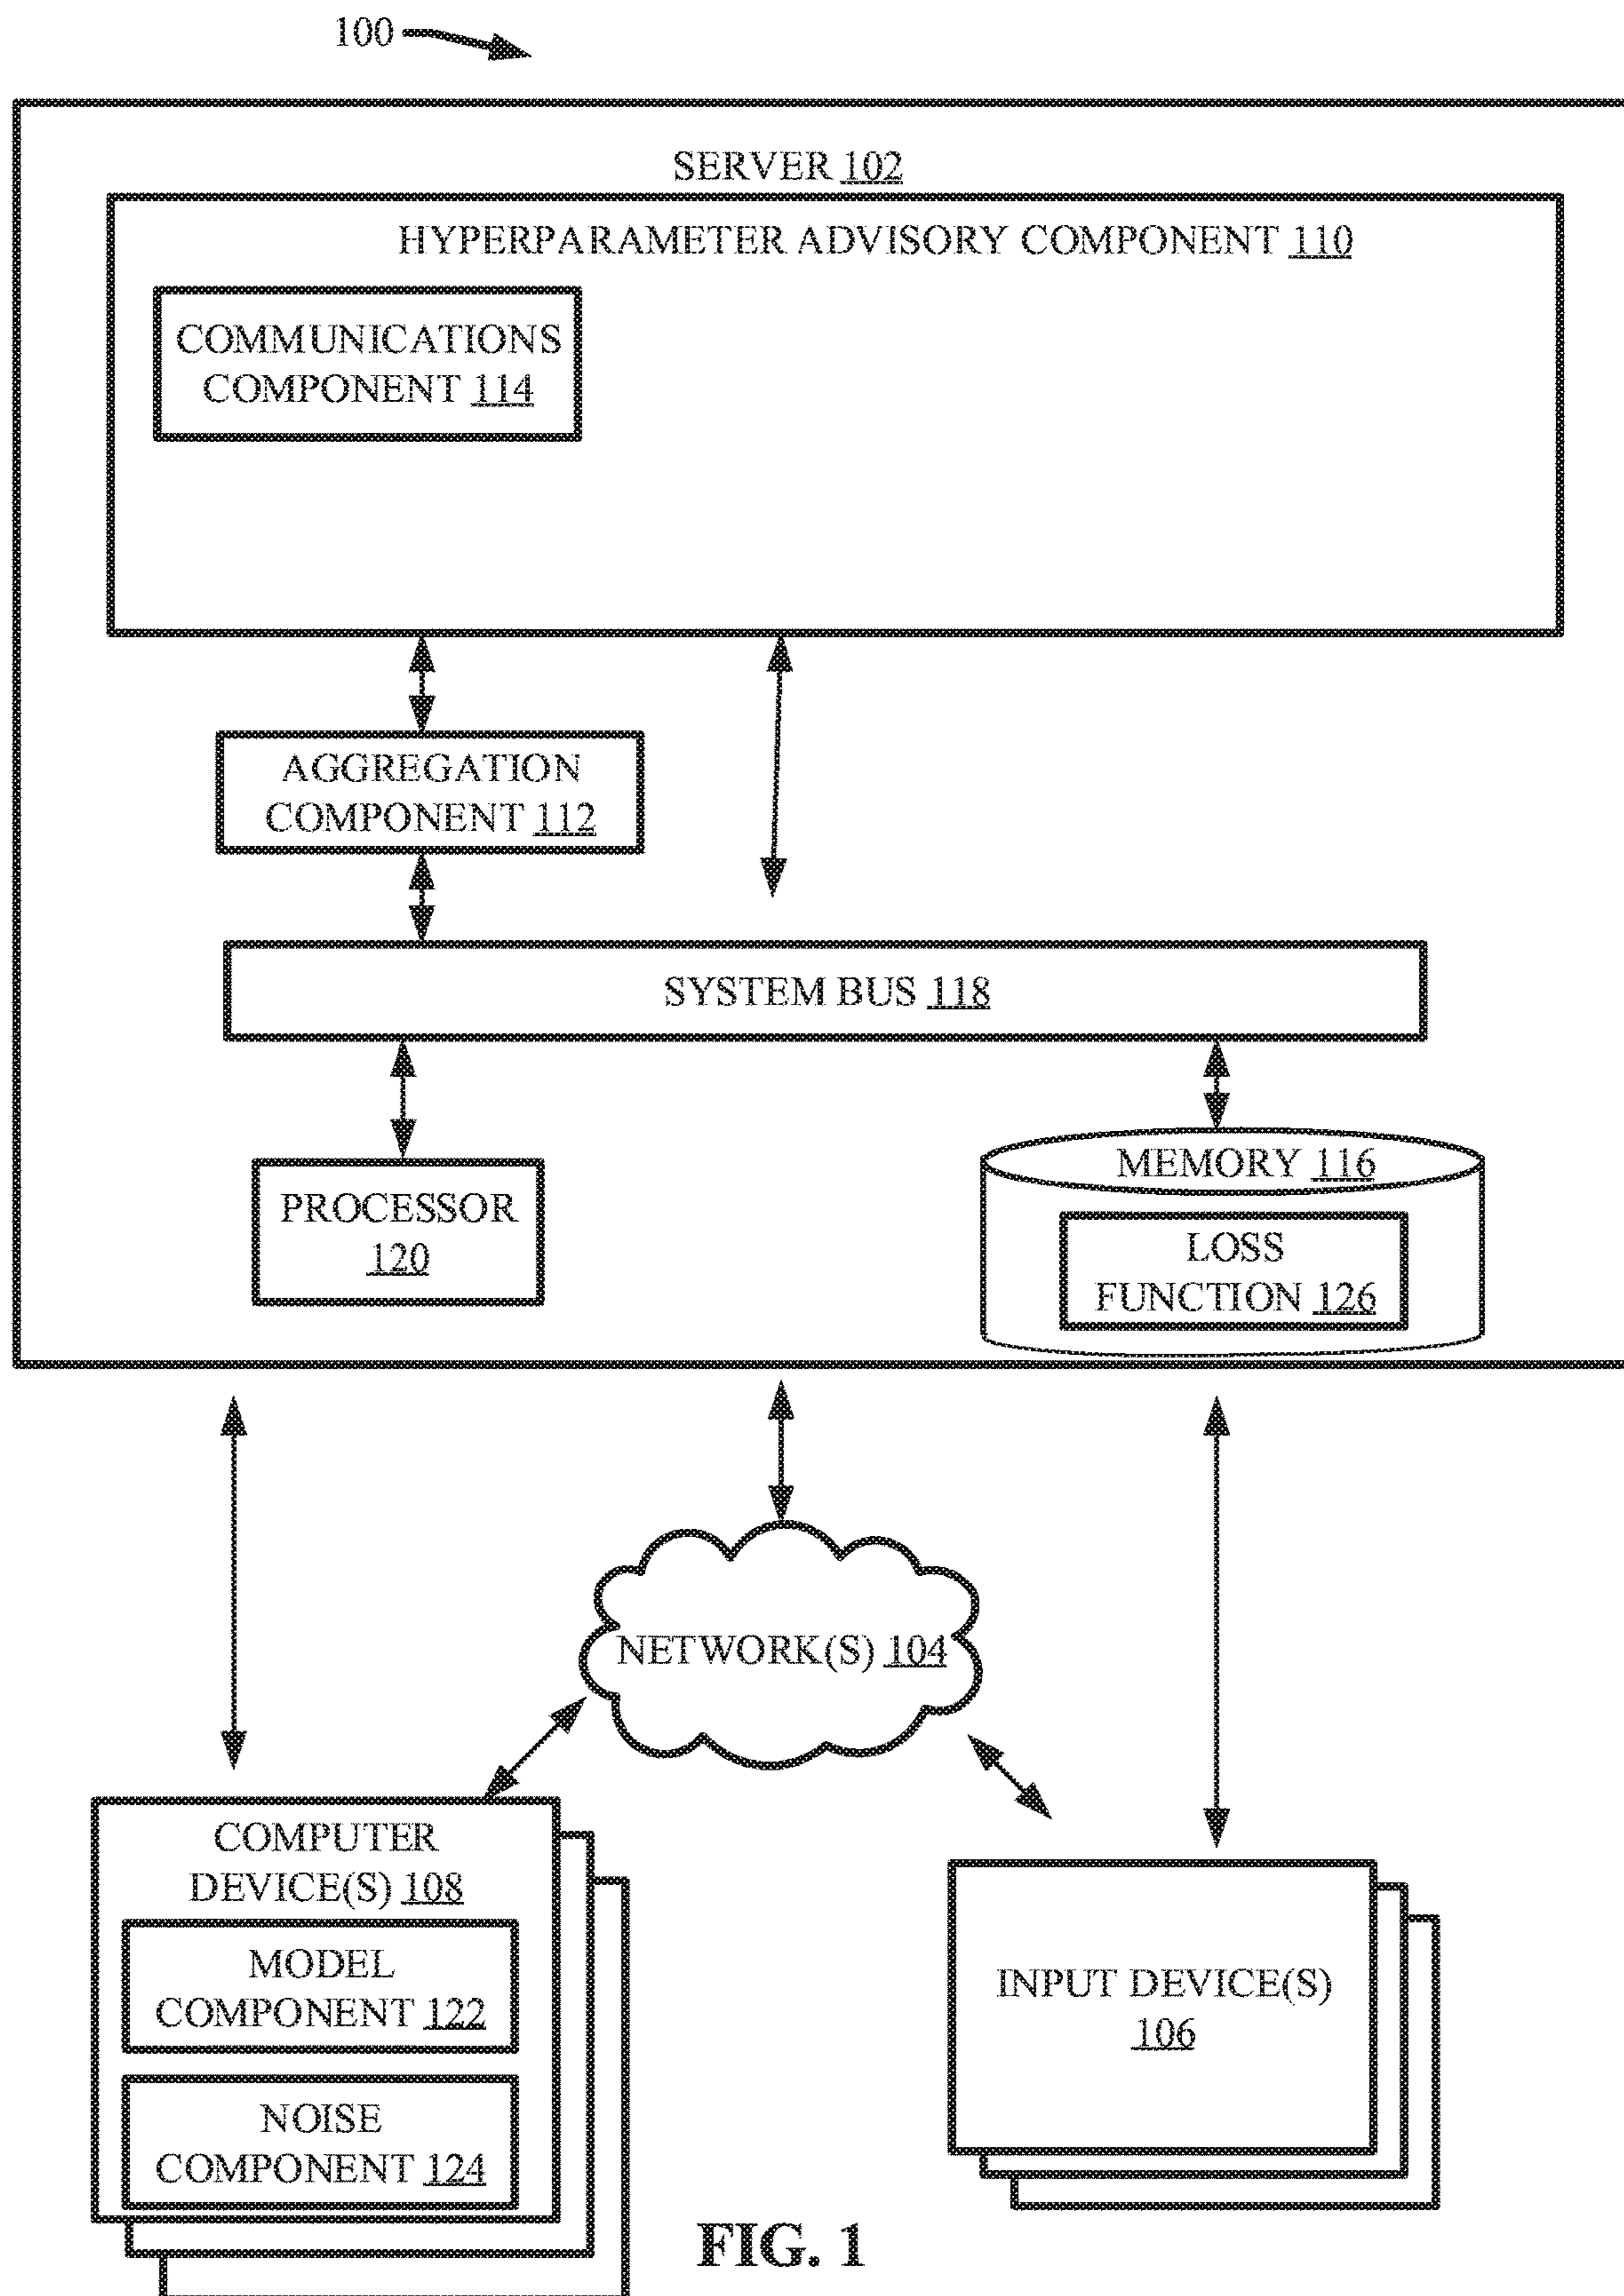 100
SERVER 102
HYPERPARAMETER ADVISORY COMPONENT 110
COMMUNICATIONS
COMPONENT 114
AGGREGATION
COMPONENT 112
SYSTEM BUS 118
PROCESSOR
120
MEMORY 116
LOSS
FUNCTION 126
NETWORK(S) 104
COMPUTER
DEVICE(S) 108
MODEL
COMPONENT 122
NOISE
COMPONENT 124
INPUT DEVICE(S)
106
FIG. 1